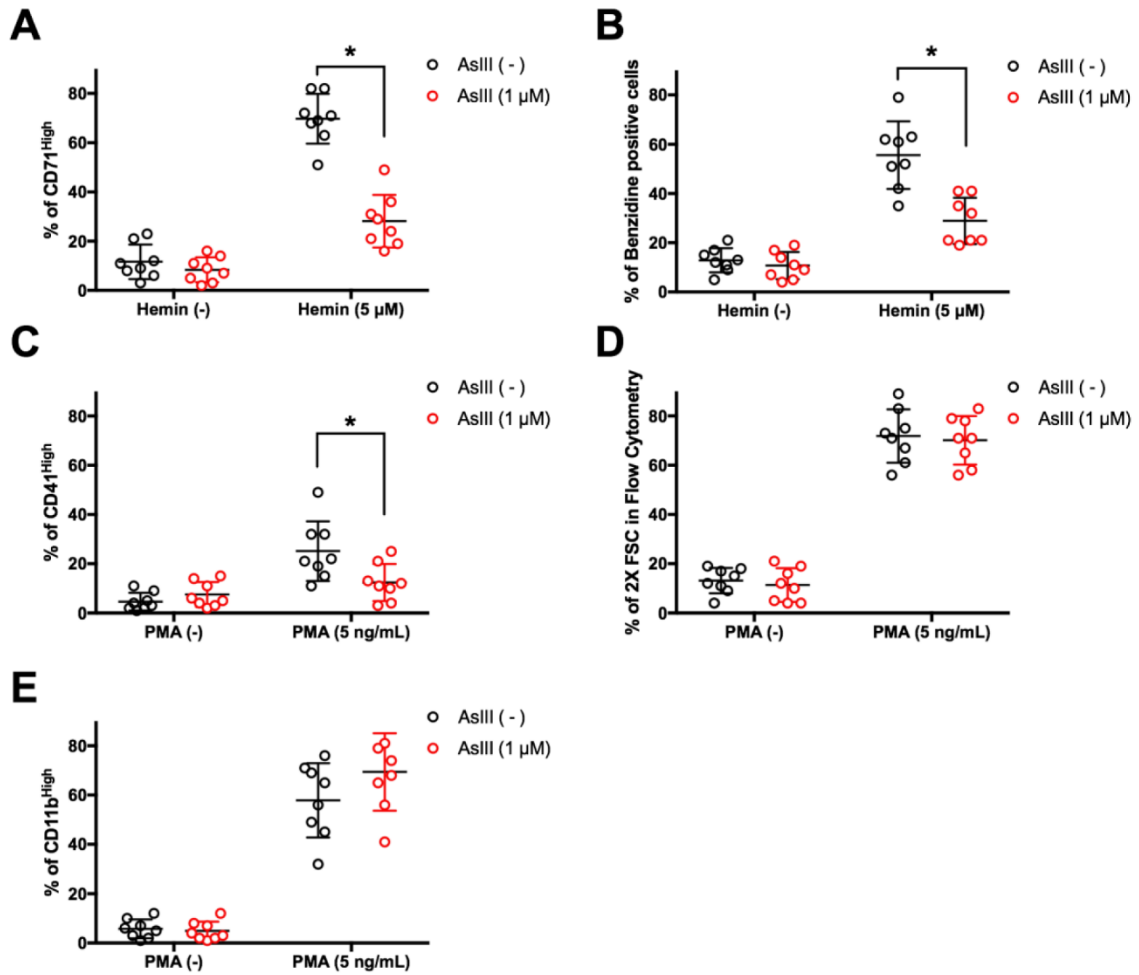 A
% of CD71High
80
60
40
20
0
*
AsIII ( - )
AsIII (1 µM)
Hemin (-)
Hemin (5 µM)
B
% of Benzidine positive cells
80
60
40
20
0
*
AsIII ( - )
AsIII (1 µM)
Hemin (-)
Hemin (5 µM)
C
% of CD41High
80
60
40
20
0
*
AsIII ( - )
AsIII (1 µM)
PMA (-)
PMA (5 ng/mL)
D
% of 2X FSC in Flow Cytometry
80
60
40
20
0
AsIII ( - )
AsIII (1 µM)
PMA (-)
PMA (5 ng/mL)
E
% of CD11bHigh
80
60
40
20
0
AsIII ( - )
AsIII (1 µM)
PMA (-)
PMA (5 ng/mL)